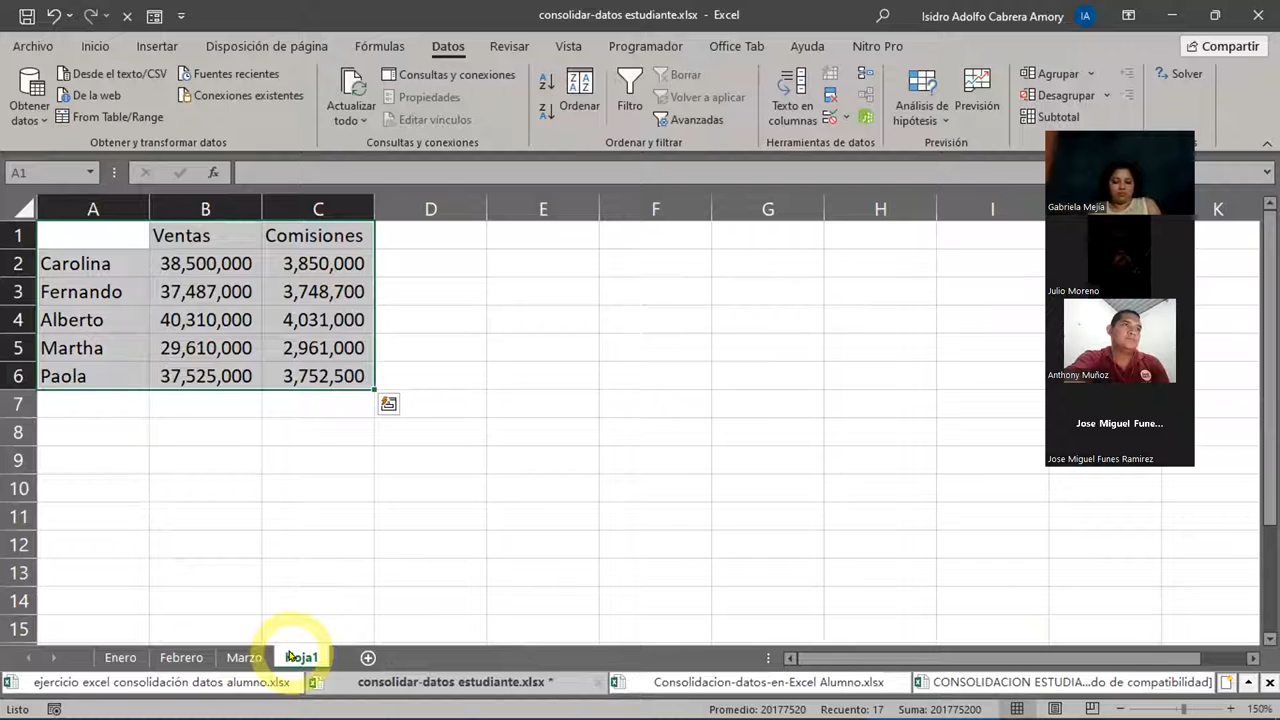 consolidar-datos estudiante.xlsx - Excel
Isidro Adolfo Cabrera Amory
IA
Archivo
Inicio
Insertar
Disposición de página
Fórmulas
Datos
Revisar
Vista
Programador
Office Tab
Ayuda
Nitro Pro
Compartir
Obtener datos
Desde el texto/CSV
De la web
From Table/Range
Fuentes recientes
Conexiones existentes
Obtener y transformar datos
Actualizar todo
Consultas y conexiones
Propiedades
Editar vínculos
Consultas y conexiones
Ordenar
Filtro
Borrar
Volver a aplicar
Avanzadas
Ordenar y filtrar
Texto en columnas
Herramientas de datos
Análisis de hipótesis
Previsión
Previsión
Agrupar
Desagrupar
Subtotal
Solver
A1
fx
A B C D E F G H I K
1 Ventas Comisiones
2 Carolina 38,500,000 3,850,000
3 Fernando 37,487,000 3,748,700
4 Alberto 40,310,000 4,031,000
5 Martha 29,610,000 2,961,000
6 Paola 37,525,000 3,752,500
7
8
9
10
11
12
13
14
15
Gabriela Mejía
Julio Moreno
Anthony Muñoz
Jose Miguel Fune...
Jose Miguel Funes Ramirez
Enero Febrero Marzo Hoja1
ejercicio excel consolidación datos alumno.xlsx
consolidar-datos estudiante.xlsx *
Consolidacion-datos-en-Excel Alumno.xlsx
CONSOLIDACION ESTUDIA...do de compatibilidad]
Listo
Promedio: 201775520 Recuento: 17 Suma: 201775200
150%